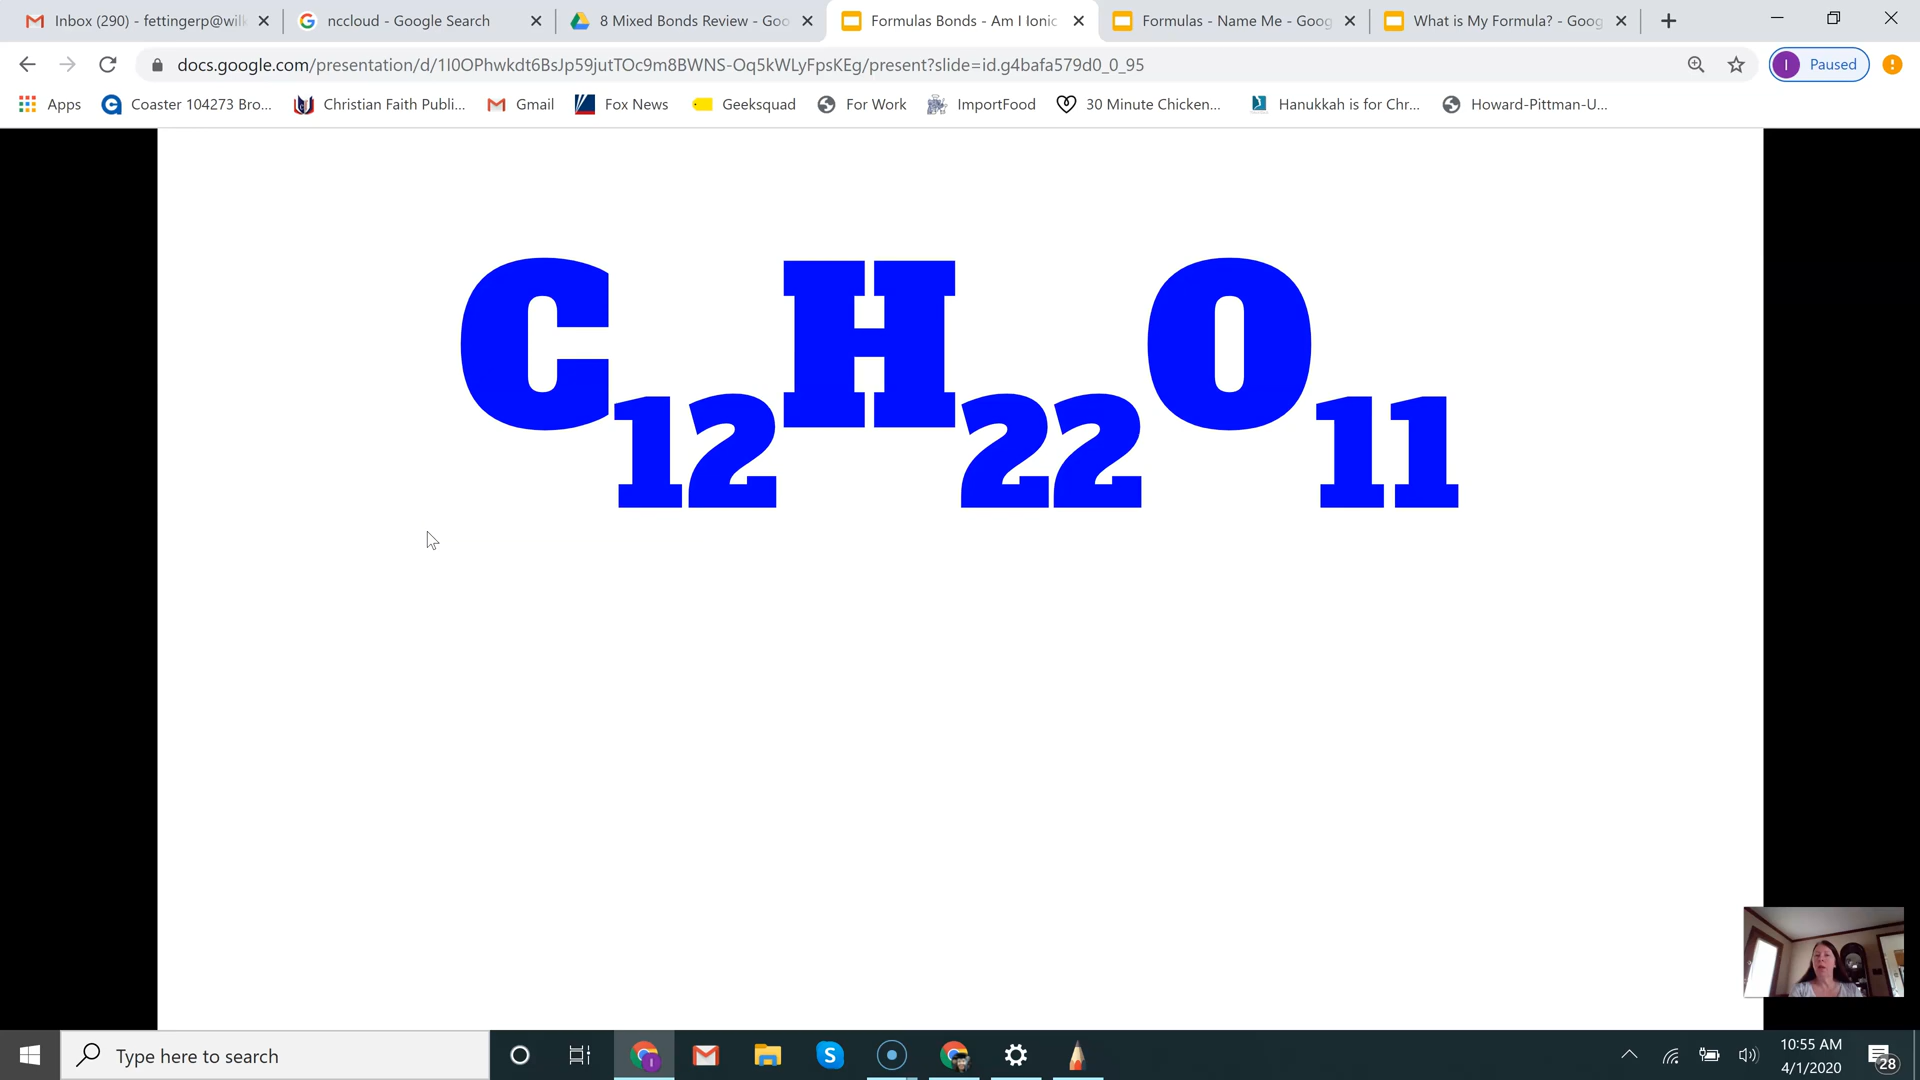 Inbox (290) - fettingerp@wilk
nccloud - Google Search
8 Mixed Bonds Review - Goo
Formulas Bonds - Am I Ionic
Formulas - Name Me - Goog
What is My Formula? - Goog
docs.google.com/presentation/d/1I0OPhwkdt6BsJp59jutTOc9m8BWNS-Oq5kWLyFpsKEg/present?slide=id.g4bafa579d0_0_95
I Paused
Apps
Coaster 104273 Bro...
Christian Faith Publi...
Gmail
Fox News
Geeksquad
For Work
ImportFood
30 Minute Chicken...
Hanukkah is for Chr...
Howard-Pittman-U...
C₁₂H₂₂O₁₁
Type here to search
10:55 AM
4/1/2020
28